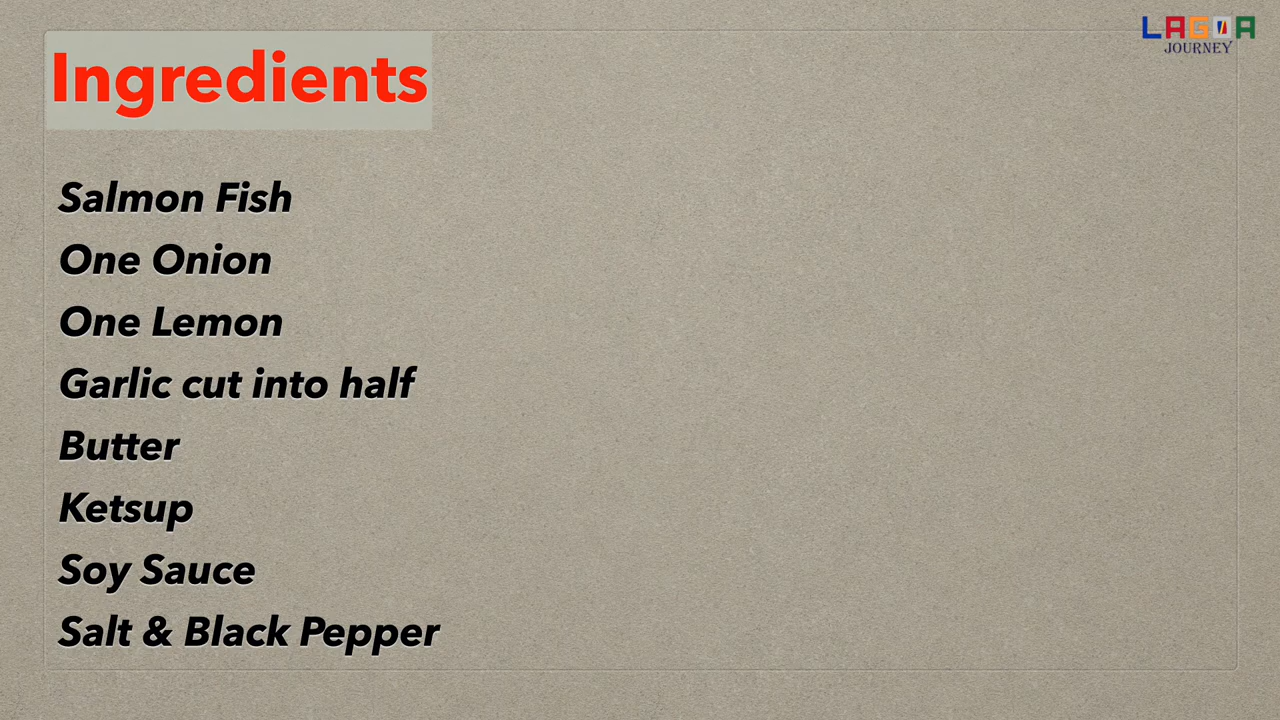 LAGOA
JOURNEY
Ingredients
Salmon Fish
One Onion
One Lemon
Garlic cut into half
Butter
Ketsup
Soy Sauce
Salt & Black Pepper